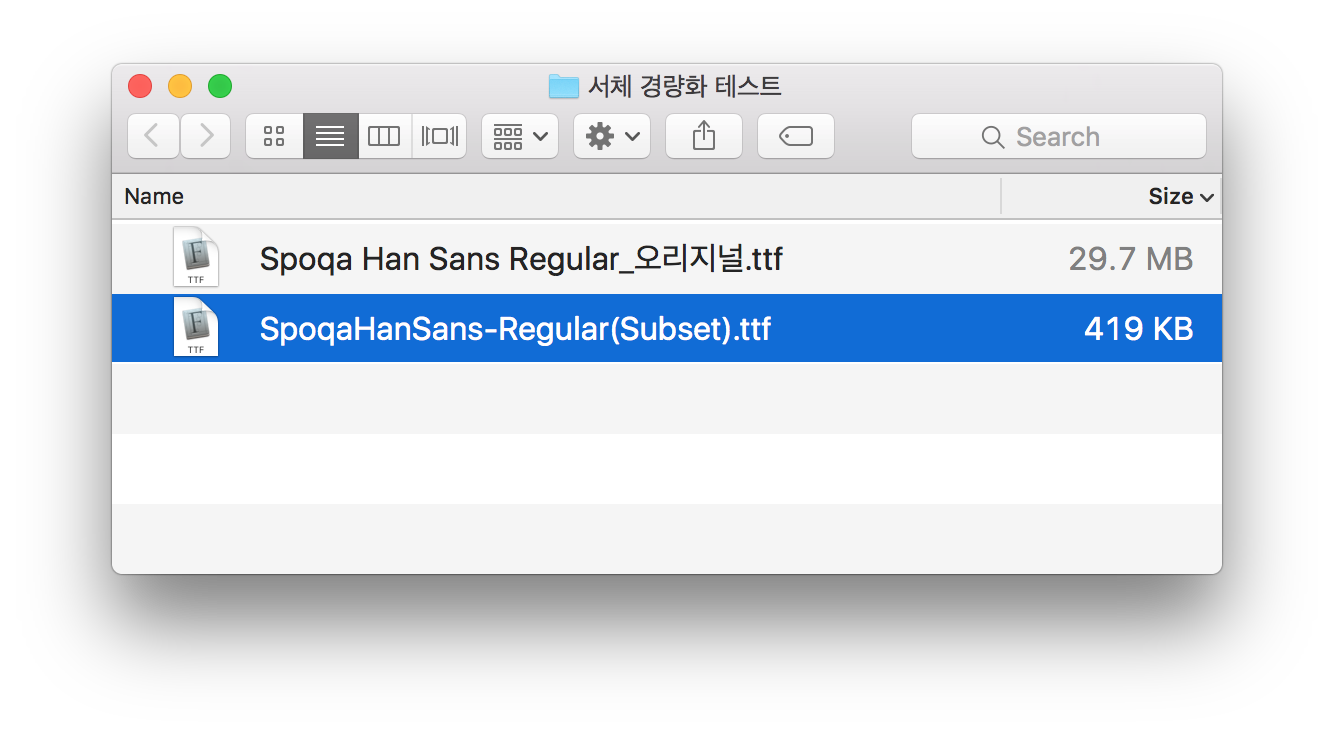 서체 경량화 테스트
Search
Name Size
TTF
Spoqa Han Sans Regular_오리지널.ttf 29.7 MB
TTF
SpoqaHanSans-Regular(Subset).ttf 419 KB